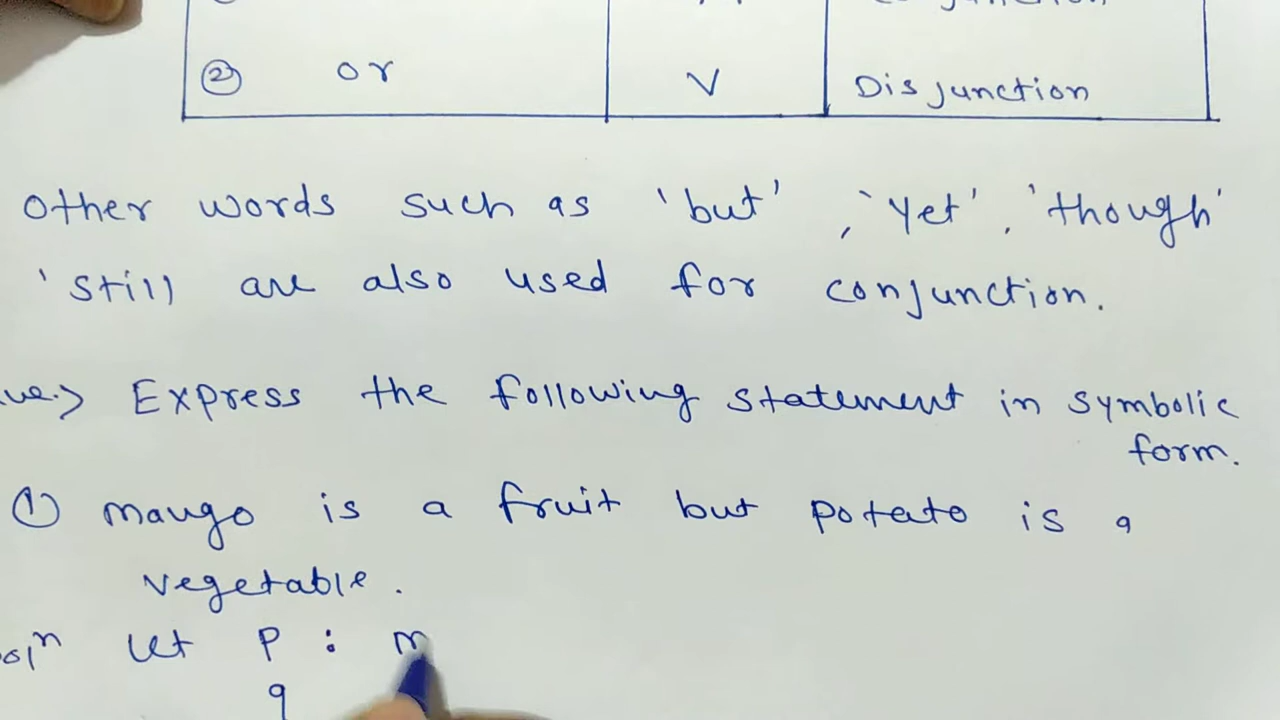 ② or V Disjunction
Other words such as 'but', 'yet', 'though'
'still are also used for conjunction.
Express the following statement in symbolic
form.
① mango is a fruit but potato is a
vegetable.
let P : m
q